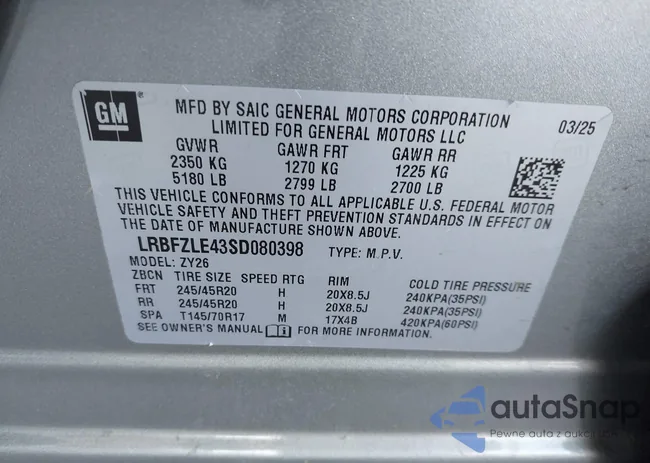 GM
MFD BY SAIC GENERAL MOTORS CORPORATION
LIMITED FOR GENERAL MOTORS LLC
03/25
GVWR GAWR FRT GAWR RR
2350 KG 1270 KG 1225 KG
5180 LB 2799 LB 2700 LB
THIS VEHICLE CONFORMS TO ALL APPLICABLE U.S. FEDERAL MOTOR
VEHICLE SAFETY AND THEFT PREVENTION STANDARDS IN EFFECT ON
THE DATE OF MANUFACTURE SHOWN ABOVE.
LRBFZLE43SD080398 TYPE: M.P.V.
MODEL: ZY26
ZBCN TIRE SIZE SPEED RTG RIM COLD TIRE PRESSURE
FRT 245/45R20 H 20X8.5J 240KPA(35PSI)
RR 245/45R20 H 20X8.5J 240KPA(35PSI)
SPA T145/70R17 M 17X4B 420KPA(60PSI)
SEE OWNER'S MANUAL FOR MORE INFORMATION.
autoSnap
Pewne auta z aukcji